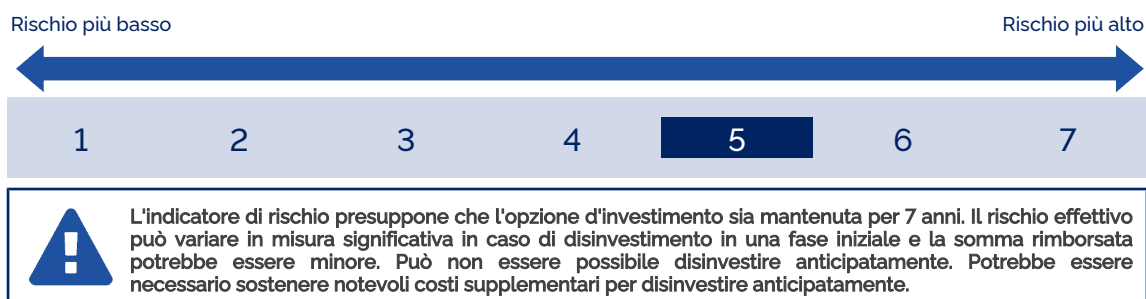 Rischio più basso Rischio più alto
1 2 3 4 5 6 7
L'indicatore di rischio presuppone che l'opzione d'investimento sia mantenuta per 7 anni. Il rischio effettivo
può variare in misura significativa in caso di disinvestimento in una fase iniziale e la somma rimborsata
potrebbe essere minore. Può non essere possibile disinvestire anticipatamente. Potrebbe essere
necessario sostenere notevoli costi supplementari per disinvestire anticipatamente.